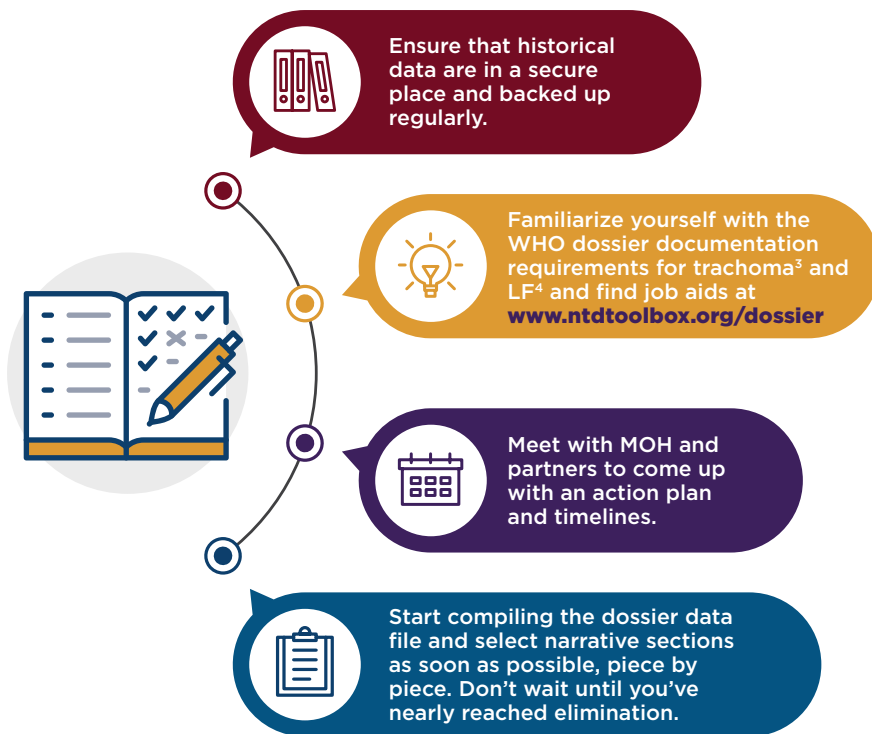 Ensure that historical
data are in a secure
place and backed up
regularly.
Familiarize yourself with the
WHO dossier documentation
requirements for trachoma³ and
LF⁴ and find job aids at
www.ntdtoolbox.org/dossier
Meet with MOH and
partners to come up
with an action plan
and timelines.
Start compiling the dossier data
file and select narrative sections
as soon as possible, piece by
piece. Don’t wait until you’ve
nearly reached elimination.